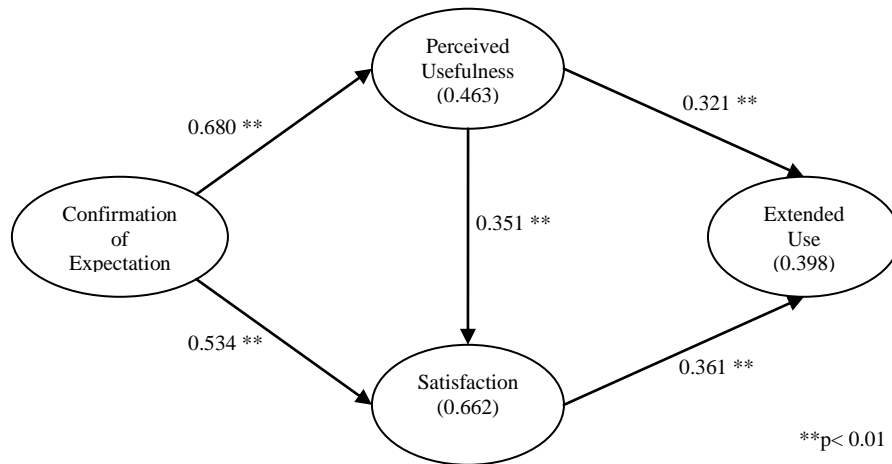 Perceived
Usefulness
(0.463)
0.321 **
0.680 **
Confirmation
of
Expectation
0.351 **
Extended
Use
(0.398)
0.534 **
Satisfaction
(0.662)
0.361 **
**p< 0.01